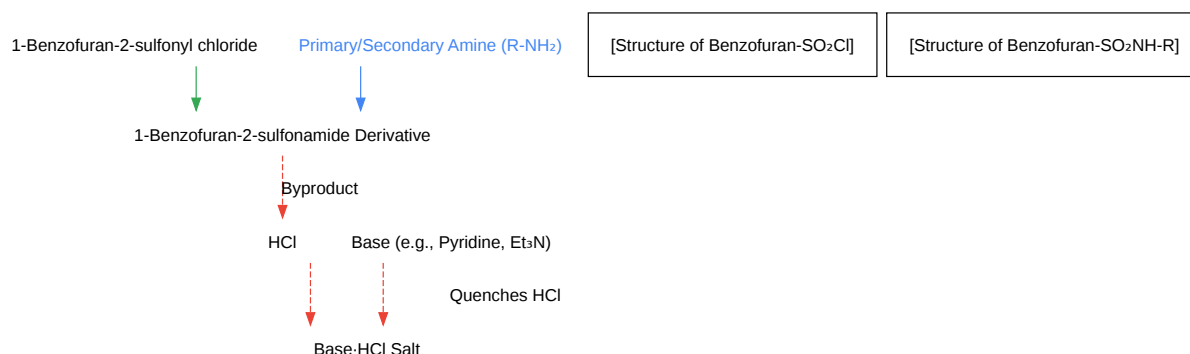 1-Benzofuran-2-sulfonyl chloride
Primary/Secondary Amine (R-NH₂)
[Structure of Benzofuran-SO₂Cl]
[Structure of Benzofuran-SO₂NH-R]
1-Benzofuran-2-sulfonamide Derivative
Byproduct
HCl
Base (e.g., Pyridine, Et₃N)
Quenches HCl
Base·HCl Salt